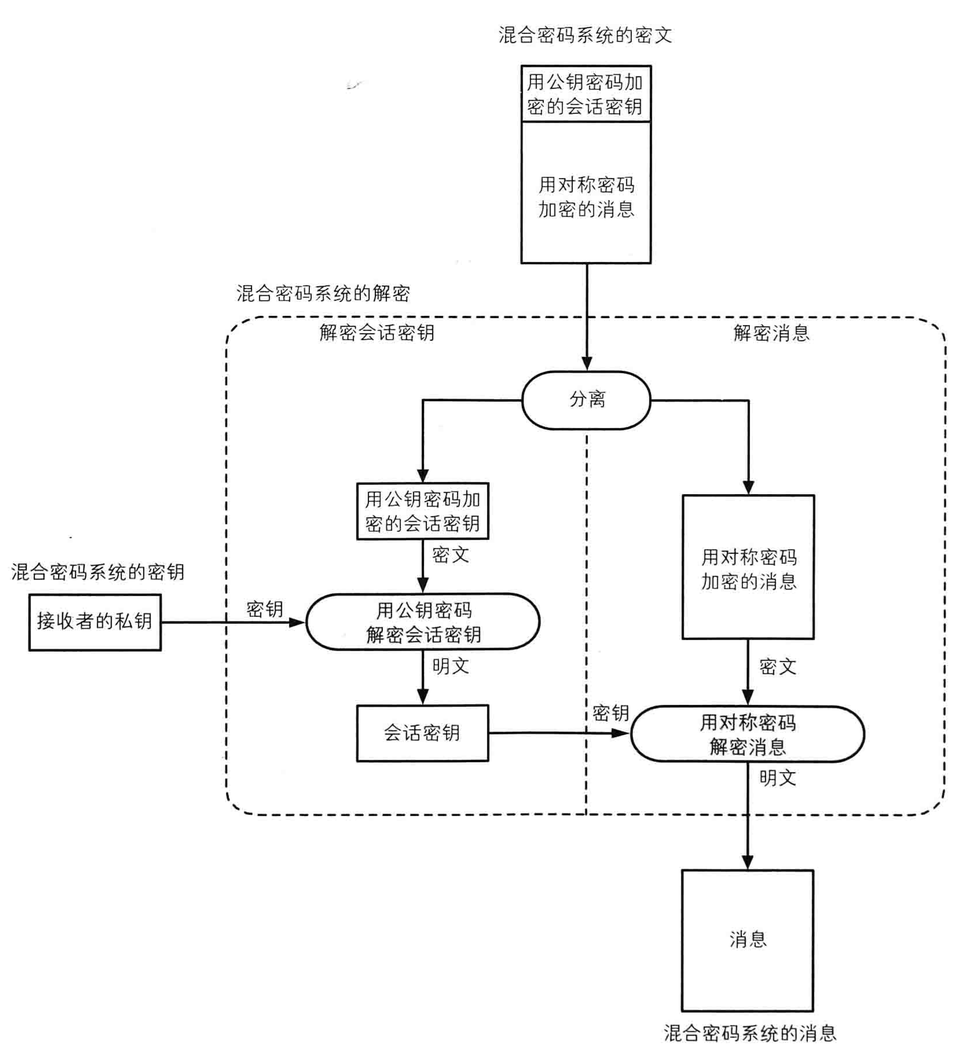 混合密码系统的密文
用公钥密码加
密的会话密钥
用对称密码
加密的消息
混合密码系统的解密
解密会话密钥
解密消息
分离
用公钥密码加
密的会话密钥
密文
用对称密码
加密的消息
混合密码系统的密钥
接收者的私钥
密钥
用公钥密码
解密会话密钥
明文
密文
会话密钥
密钥
用对称密码
解密消息
明文
消息
混合密码系统的消息